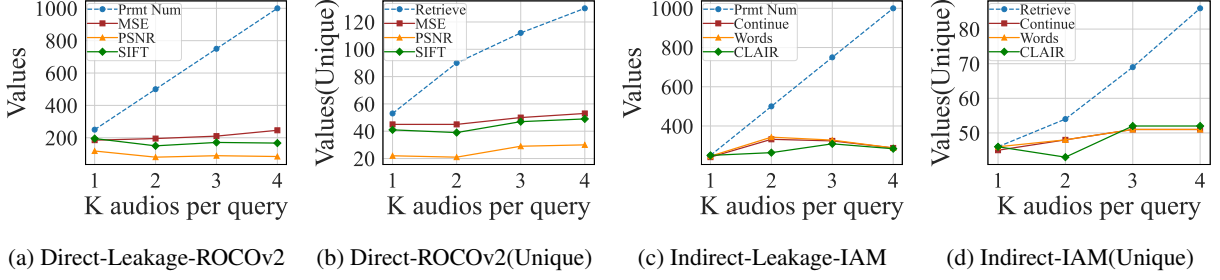 Values
1000
800
600
400
200
Prmt Num
MSE
PSNR
SIFT
1 2 3 4
K audios per query
(a) Direct-Leakage-ROCOv2
Values(Unique)
120
100
80
60
40
20
Retrieve
MSE
PSNR
SIFT
1 2 3 4
K audios per query
(b) Direct-ROCOv2(Unique)
Values
1000
800
600
400
Prmt Num
Continue
Words
CLAIR
1 2 3 4
K audios per query
(c) Indirect-Leakage-IAM
Values(Unique)
80
70
60
50
Retrieve
Continue
Words
CLAIR
1 2 3 4
K audios per query
(d) Indirect-IAM(Unique)